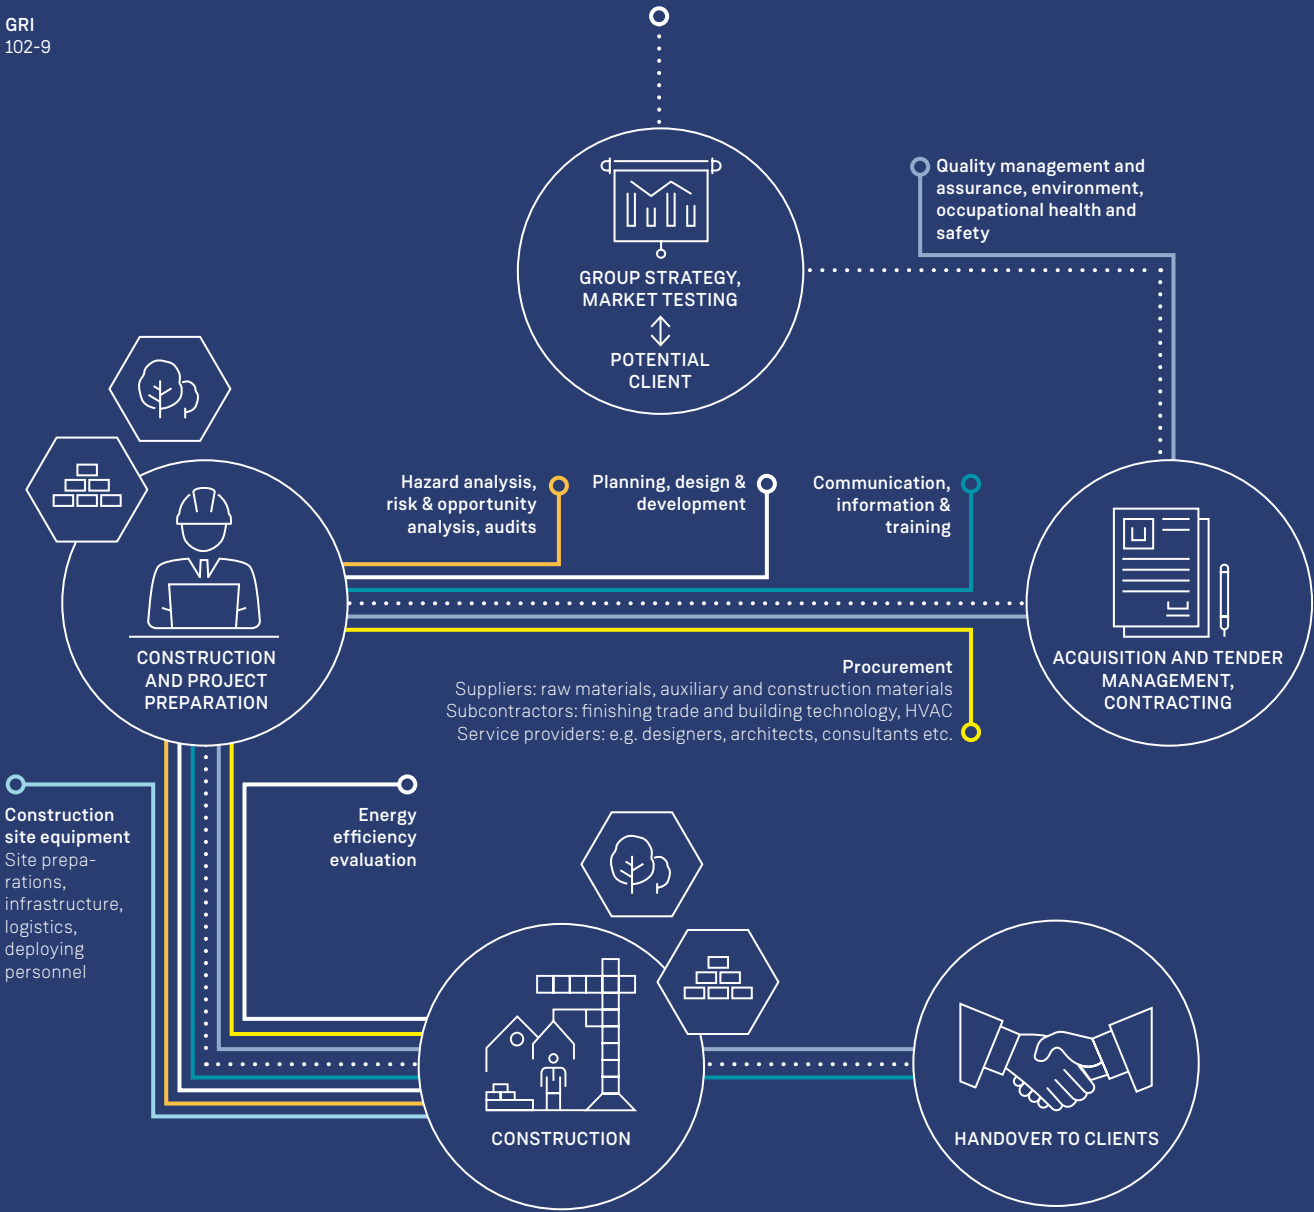 GRI
102-9
Quality management and
assurance, environment,
occupational health and
safety
GROUP STRATEGY,
MARKET TESTING
POTENTIAL
CLIENT
Hazard analysis,
risk & opportunity
analysis, audits
Planning, design &
development
Communication,
information &
training
CONSTRUCTION
AND PROJECT
PREPARATION
ACQUISITION AND TENDER
MANAGEMENT,
CONTRACTING
Procurement
Suppliers: raw materials, auxiliary and construction materials
Subcontractors: finishing trade and building technology, HVAC
Service providers: e.g. designers, architects, consultants etc.
Construction
site equipment
Site prepa-
rations,
infrastructure,
logistics,
deploying
personnel
Energy
efficiency
evaluation
CONSTRUCTION
HANDOVER TO CLIENTS